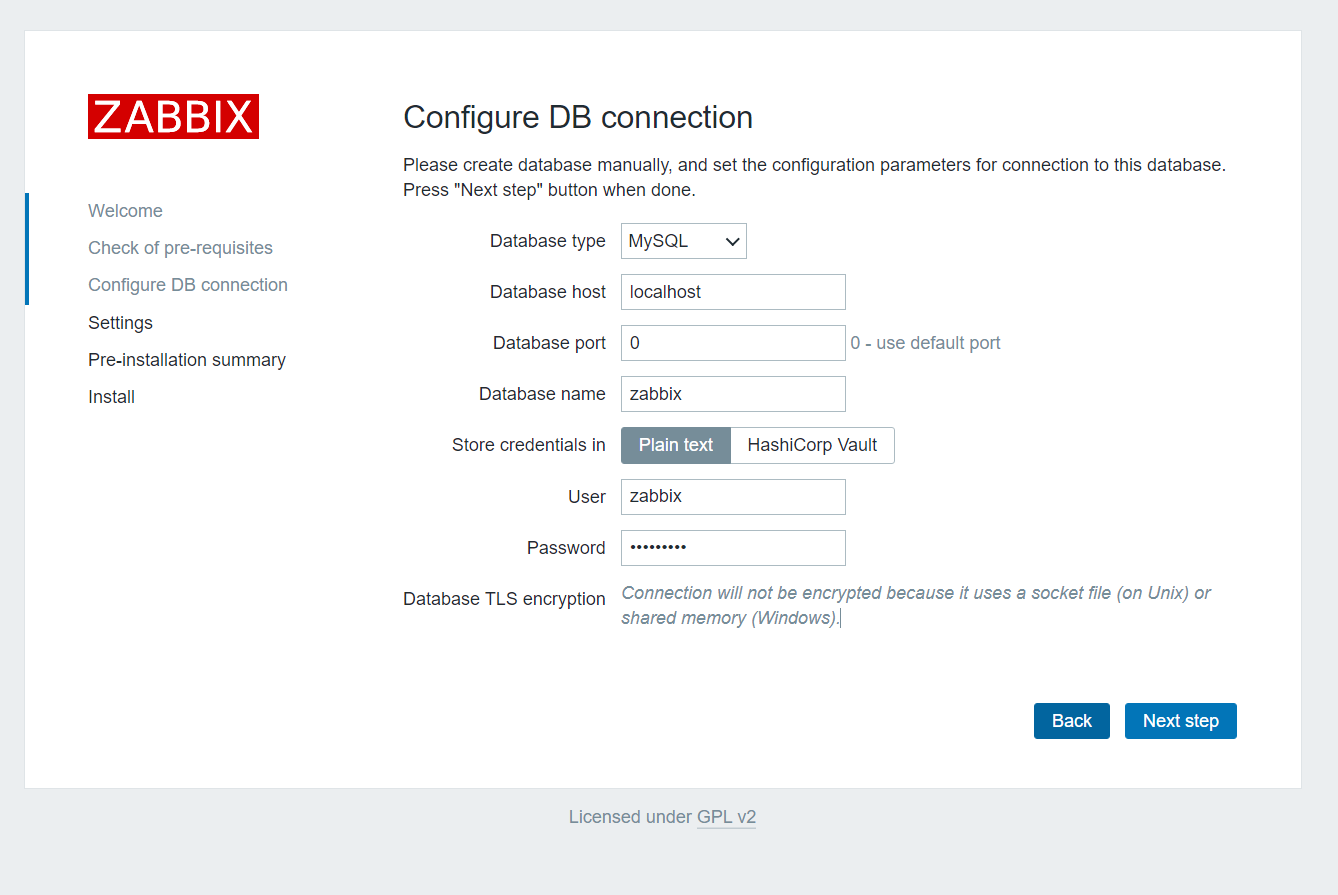 ZABBIX
Welcome
Check of pre-requisites
Configure DB connection
Settings
Pre-installation summary
Install
Configure DB connection
Please create database manually, and set the configuration parameters for connection to this database.
Press "Next step" button when done.
Database type MySQL
Database host localhost
Database port 0 0 - use default port
Database name zabbix
Store credentials in Plain text HashiCorp Vault
User zabbix
Password •••••••••
Database TLS encryption Connection will not be encrypted because it uses a socket file (on Unix) or
shared memory (Windows).
Back Next step
Licensed under GPL v2